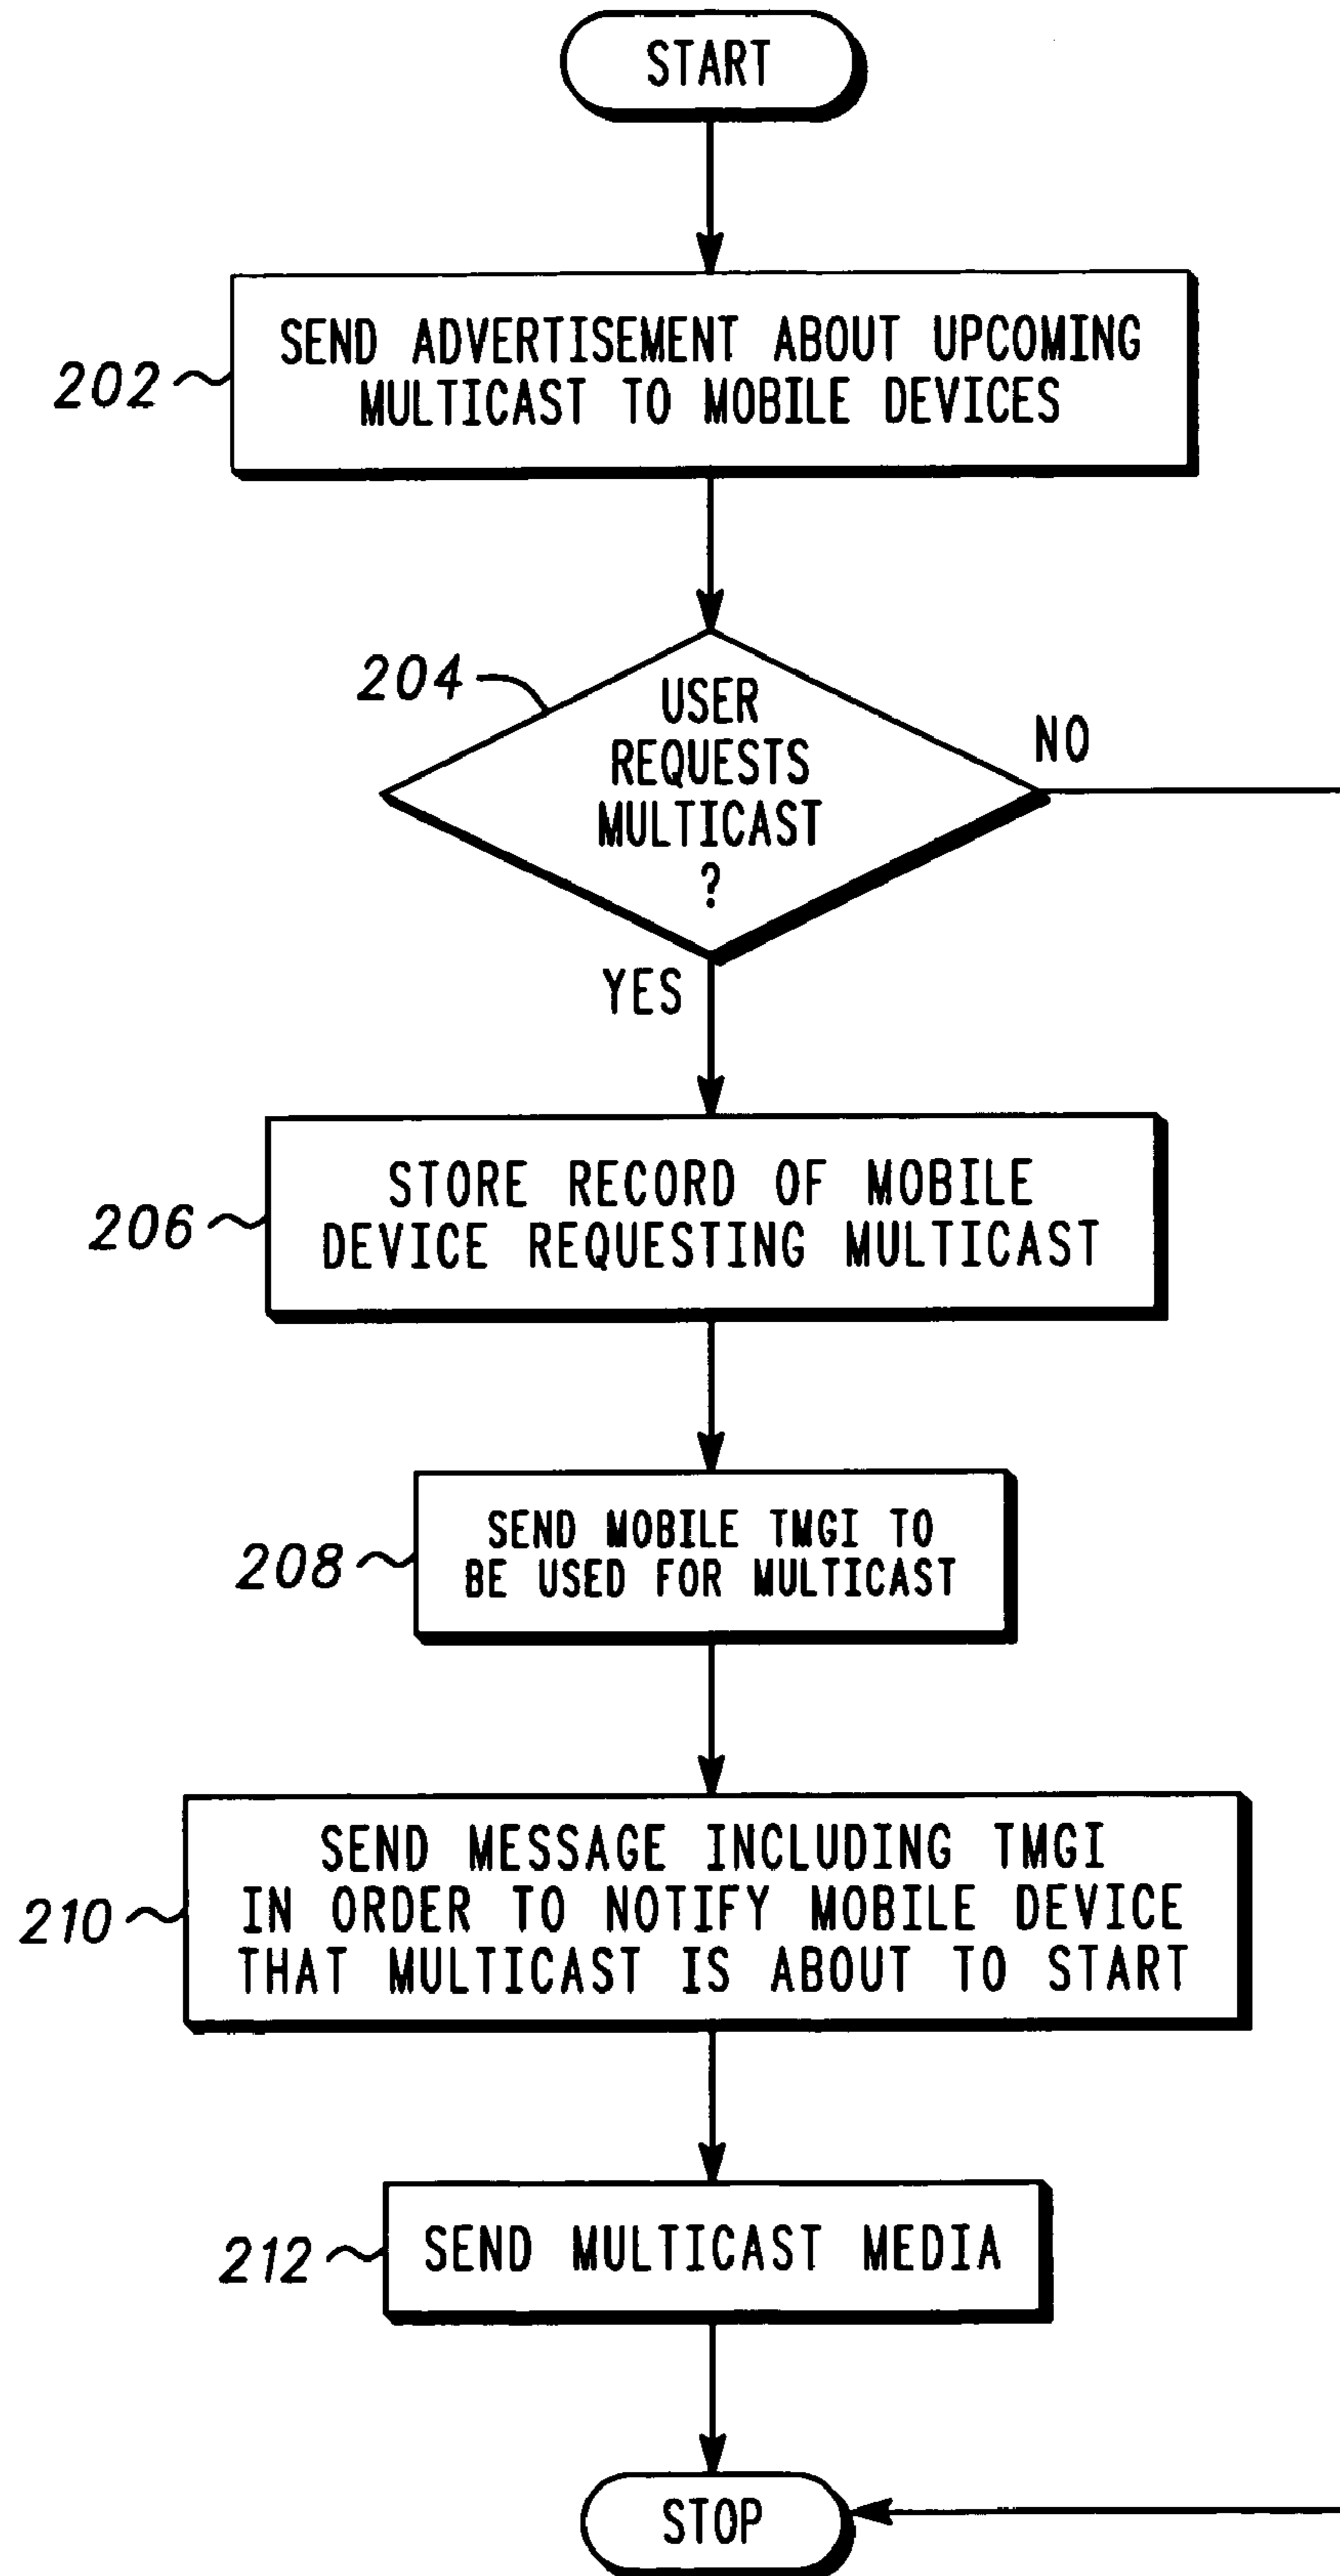 START
SEND ADVERTISEMENT ABOUT UPCOMING
MULTICAST TO MOBILE DEVICES
202
204
USER
REQUESTS
MULTICAST
?
NO
YES
STORE RECORD OF MOBILE
DEVICE REQUESTING MULTICAST
206
SEND MOBILE TMGI TO
BE USED FOR MULTICAST
208
SEND MESSAGE INCLUDING TMGI
IN ORDER TO NOTIFY MOBILE DEVICE
THAT MULTICAST IS ABOUT TO START
210
SEND MULTICAST MEDIA
212
STOP